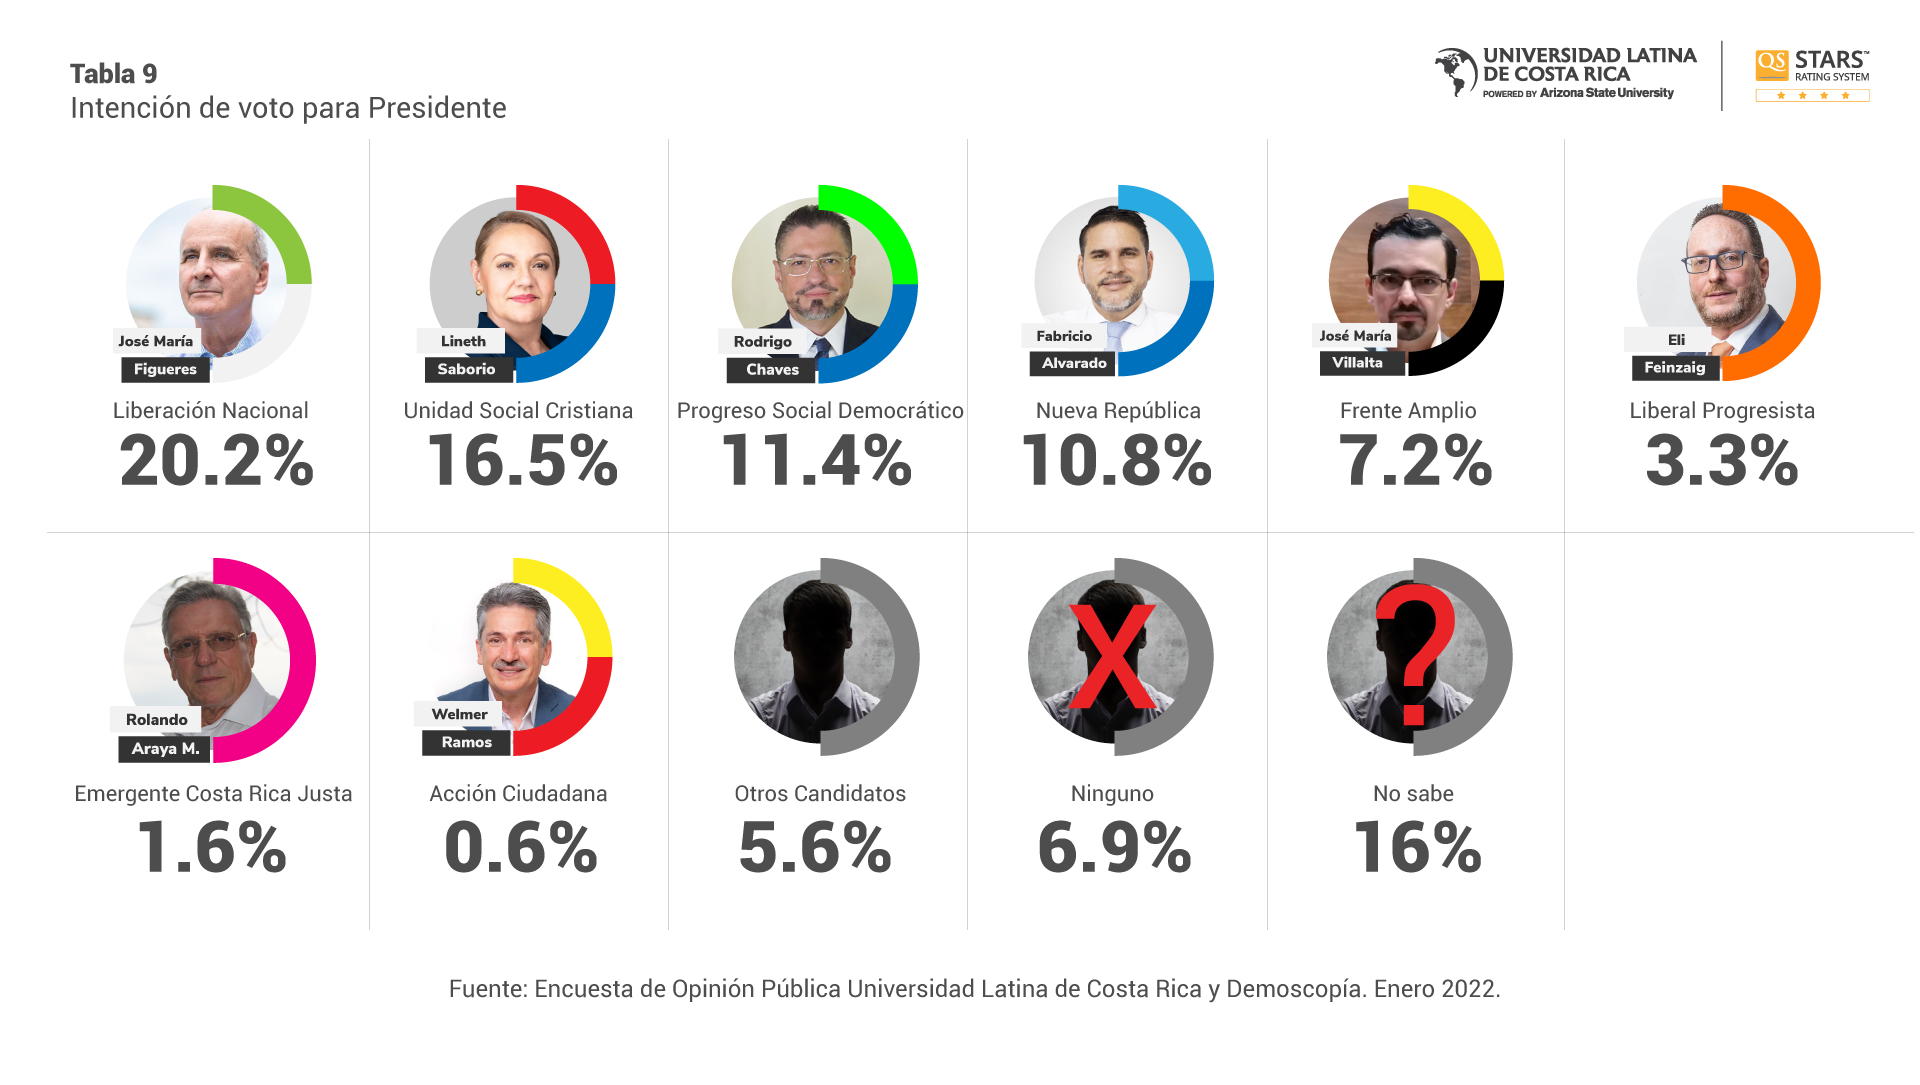 Tabla 9
Intención de voto para Presidente
UNIVERSIDAD LATINA
DE COSTA RICA
POWERED BY Arizona State University
QS STARS™
RATING SYSTEM
José María
Figueres
Liberación Nacional
20.2%
Lineth
Saborio
Unidad Social Cristiana
16.5%
Rodrigo
Chaves
Progreso Social Democrático
11.4%
Fabricio
Alvarado
Nueva República
10.8%
José María
Villalta
Frente Amplio
7.2%
Eli
Feinzaig
Liberal Progresista
3.3%
Rolando
Araya M.
Emergente Costa Rica Justa
1.6%
Welmer
Ramos
Acción Ciudadana
0.6%
Otros Candidatos
5.6%
X
Ninguno
6.9%
?
No sabe
16%
Fuente: Encuesta de Opinión Pública Universidad Latina de Costa Rica y Demoscopía. Enero 2022.